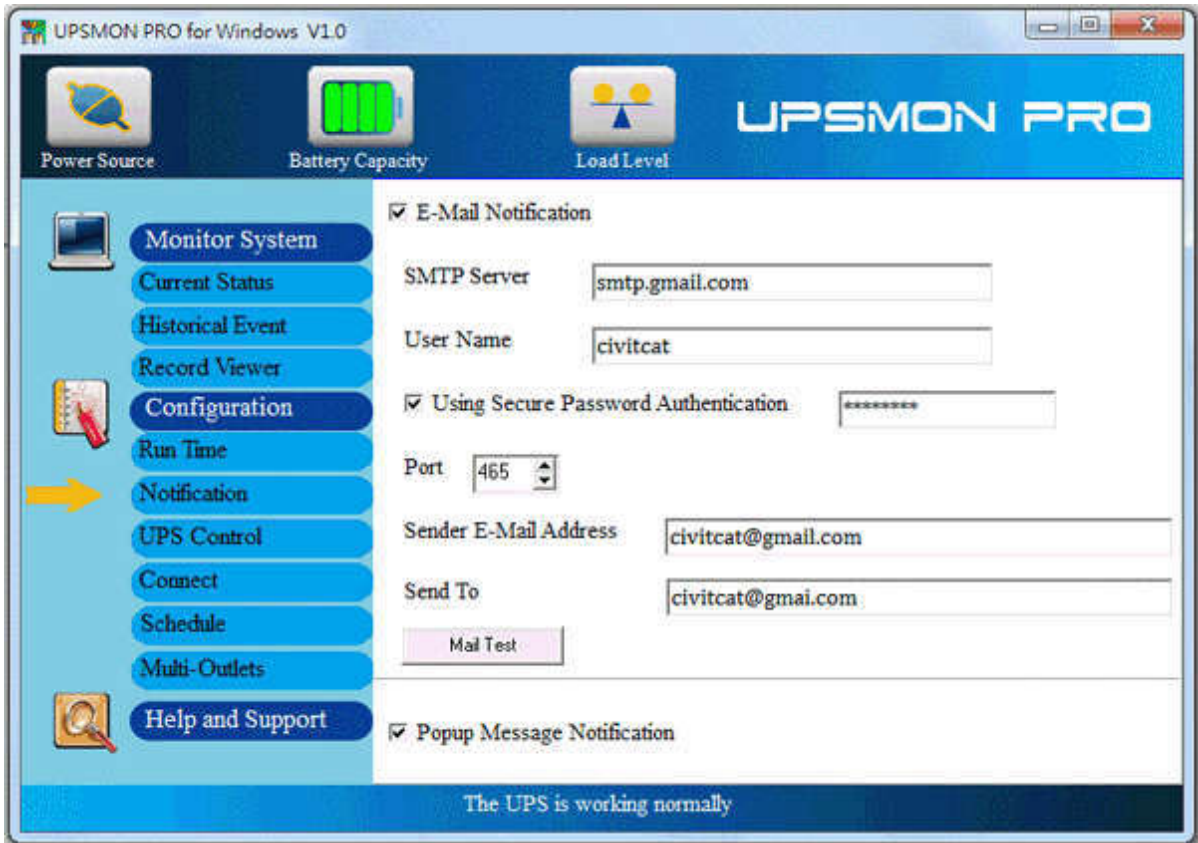 UPSMON PRO for Windows V1.0
UPSMON PRO
Power Source
Battery Capacity
Load Level
Monitor System
Current Status
Historical Event
Record Viewer
Configuration
Run Time
Notification
UPS Control
Connect
Schedule
Multi-Outlets
Help and Support
E-Mail Notification
SMTP Server
smtp.gmail.com
User Name
civitcat
Using Secure Password Authentication
********
Port
465
Sender E-Mail Address
civitcat@gmail.com
Send To
civitcat@gmai.com
Mail Test
Popup Message Notification
The UPS is working normally